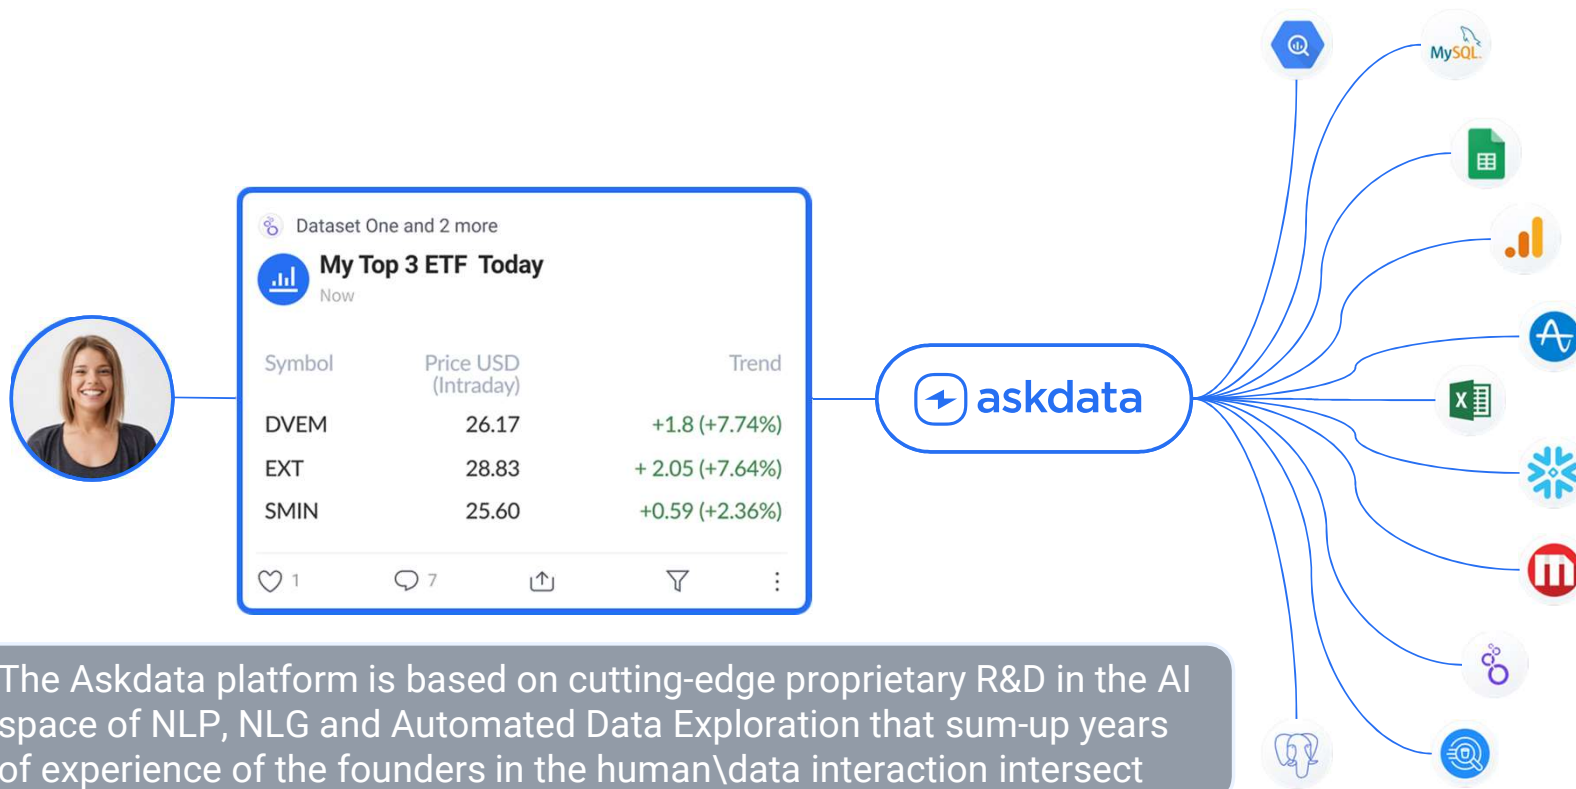 MySQL
Dataset One and 2 more
My Top 3 ETF Today
Now
Symbol Price USD (Intraday) Trend
DVEM 26.17 +1.8 (+7.74%)
EXT 28.83 + 2.05 (+7.64%)
SMIN 25.60 +0.59 (+2.36%)
1 7
askdata
X
The Askdata platform is based on cutting-edge proprietary R&D in the AI
space of NLP, NLG and Automated Data Exploration that sum-up years
of experience of the founders in the human\data interaction intersect